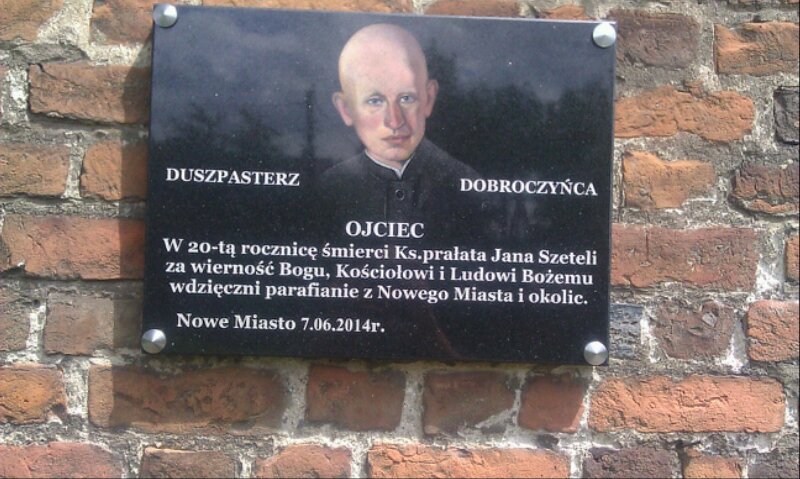 DUSZPASTERZ DOBROCZYŃCA
OJCIEC
W 20-tą rocznicę śmierci Ks.prałata Jana Szeteli
za wierność Bogu, Kościołowi i Ludowi Bożemu
wdzięczni parafianie z Nowego Miasta i okolic.
Nowe Miasto 7.06.2014r.